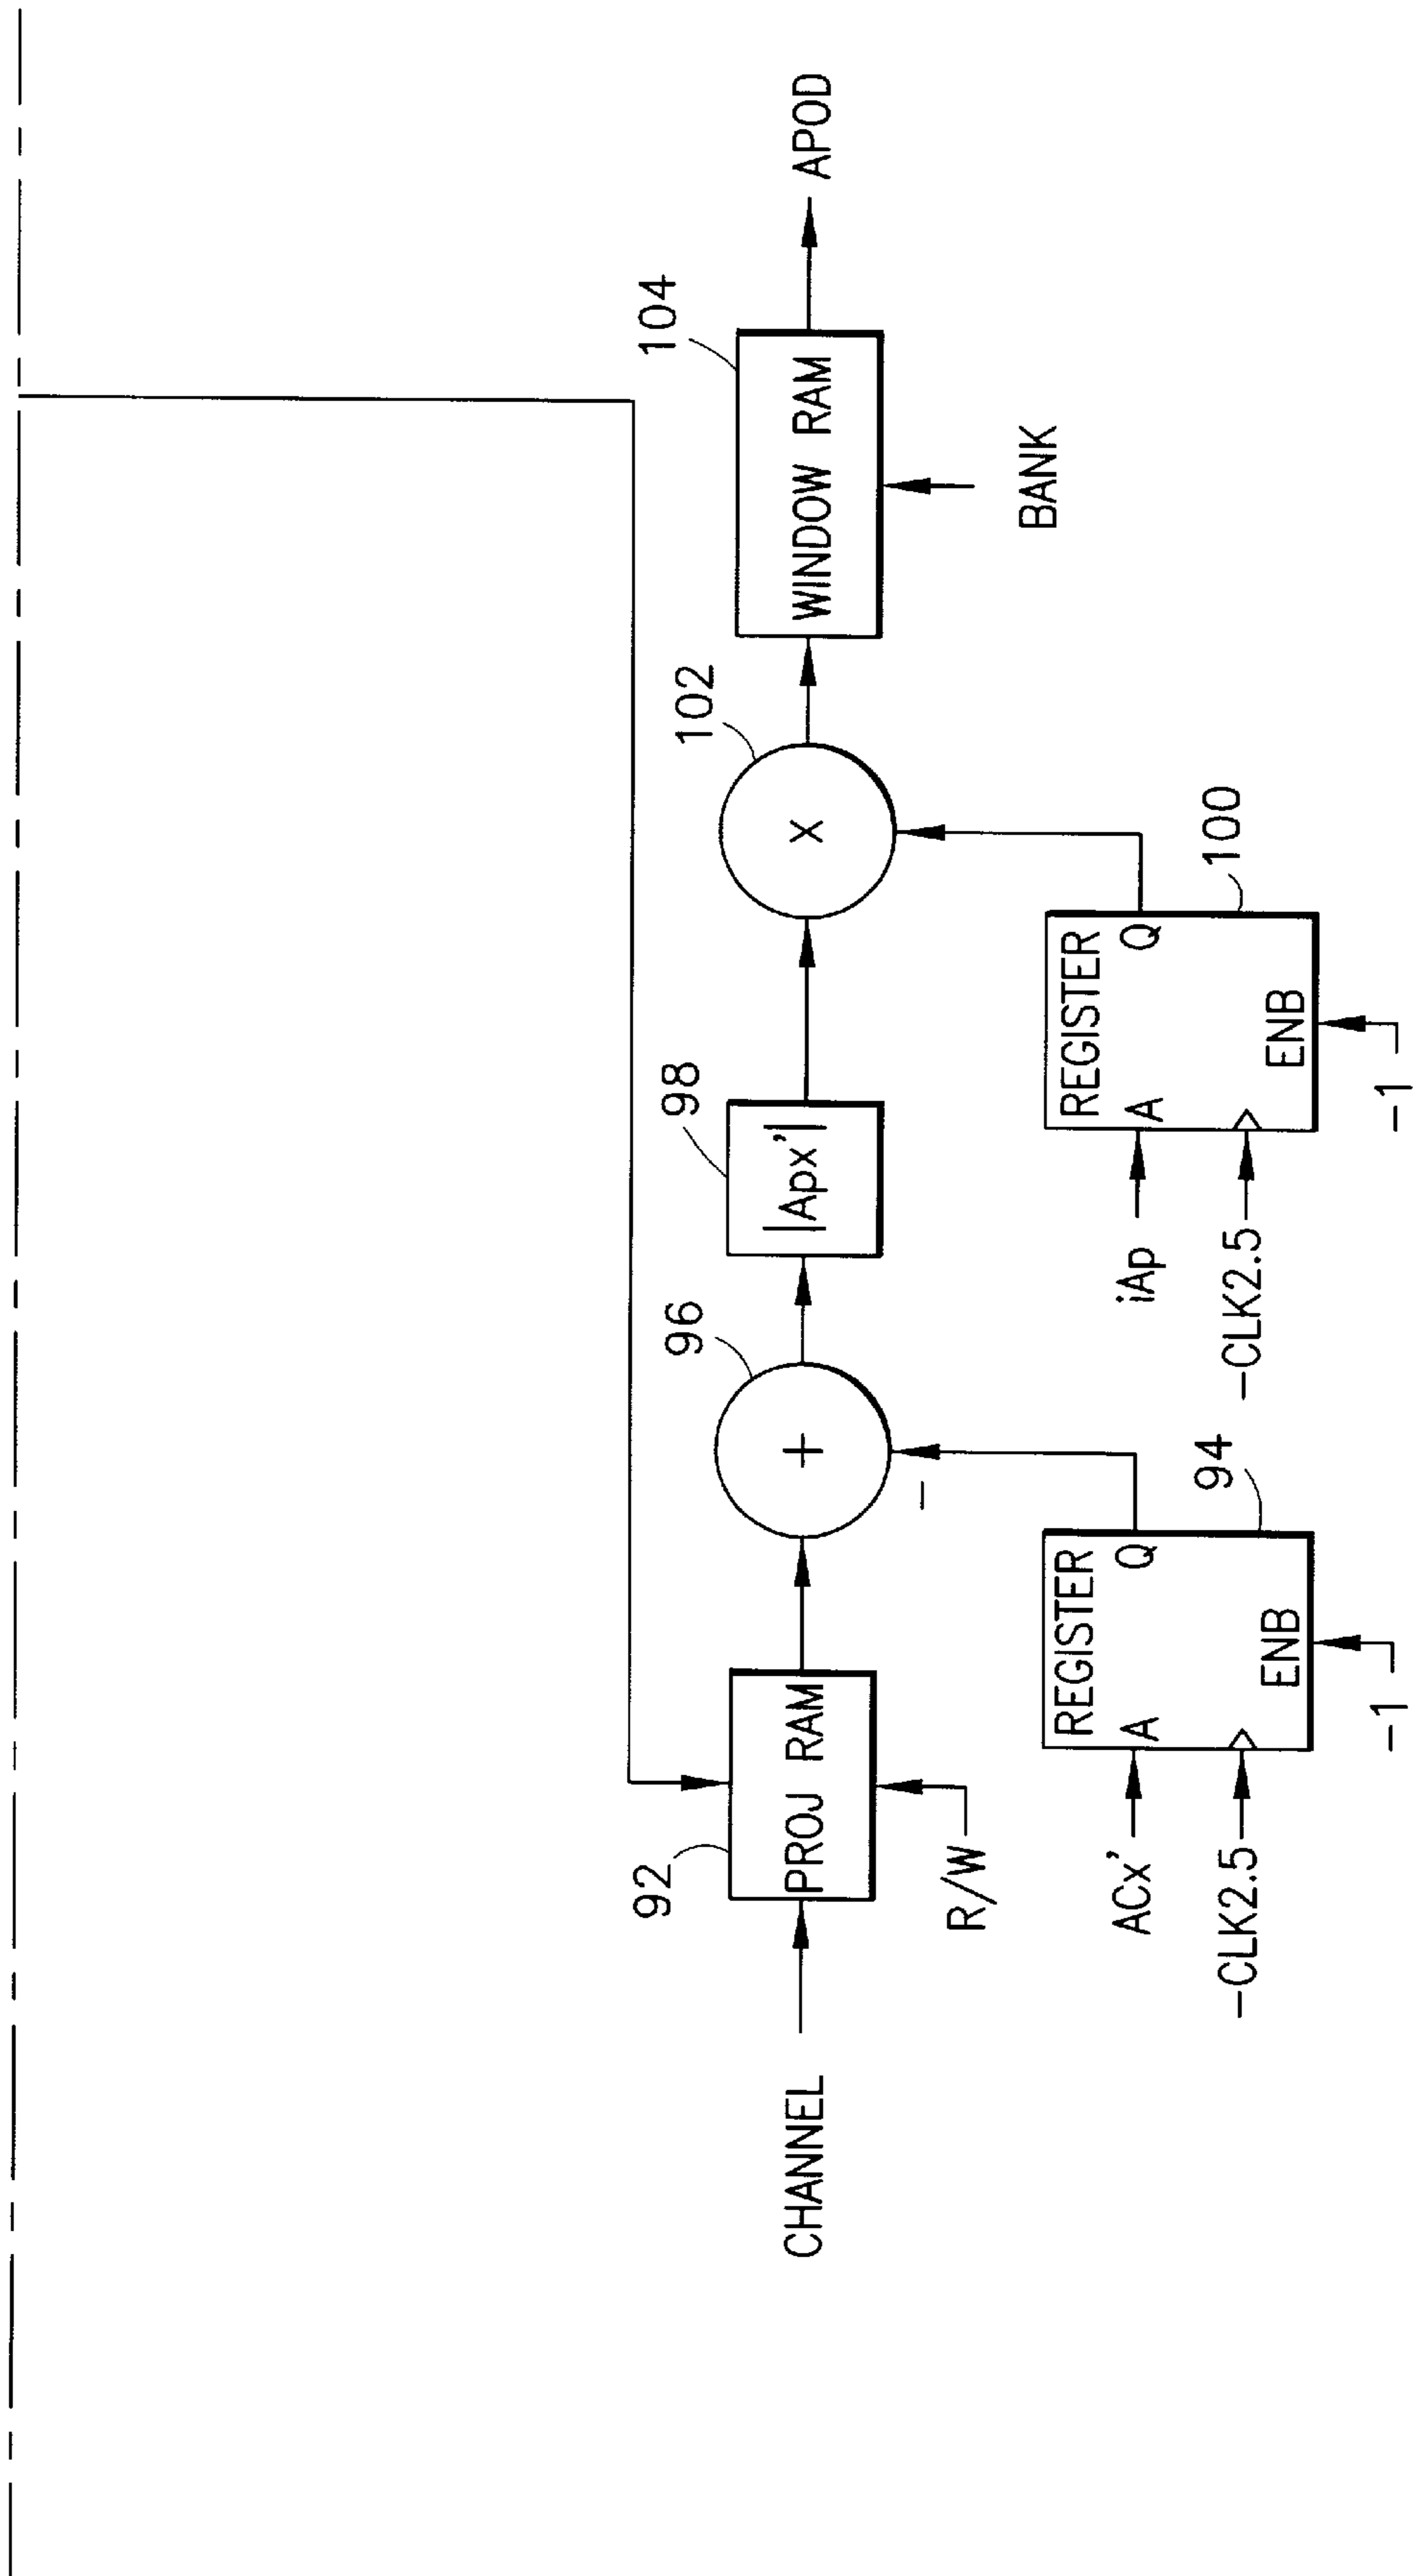 CHANNEL
92
PROJ RAM
R/W
96
+
-
ACx'
-CLK2.5
REGISTER
A
Q
ENB
94
-1
98
|Apx'|
102
X
iAp
-CLK2.5
REGISTER
A
Q
ENB
100
-1
104
WINDOW RAM
BANK
APOD